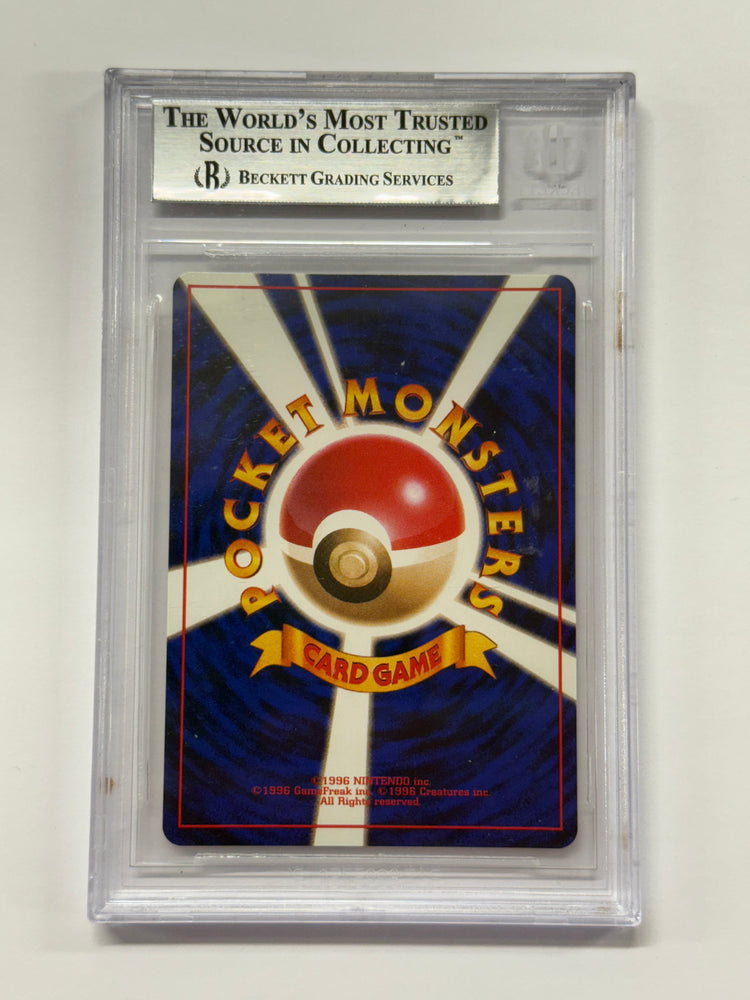 THE WORLD'S MOST TRUSTED
SOURCE IN COLLECTING™
BECKETT GRADING SERVICES
POCKET MONSTERS
CARD GAME
©1996 NINTENDO inc.
©1996 GameFreak inc. ©1996 Creatures inc.
All Rights reserved.